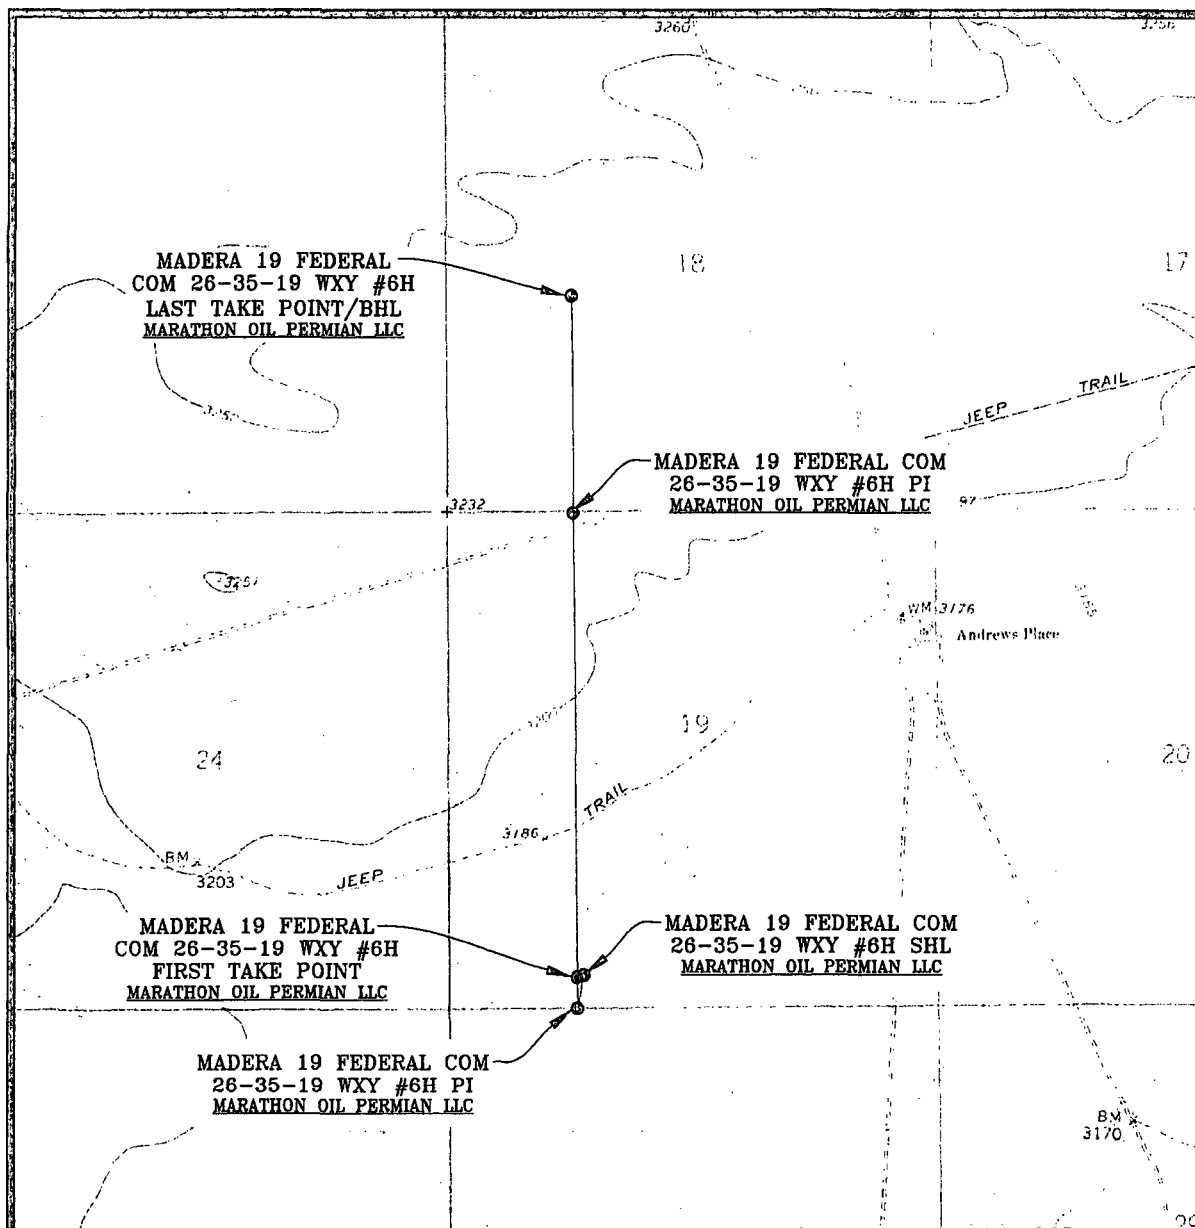 3260
18
17
MADERA 19 FEDERAL
COM 26-35-19 WXY #6H
LAST TAKE POINT/BHL
MARATHON OIL PERMIAN LLC
JEEP TRAIL
MADERA 19 FEDERAL COM
26-35-19 WXY #6H PI
MARATHON OIL PERMIAN LLC
3232
97
WM 3176
Andrews Place
19
24
20
TRAIL
3186
BM
3203
JEEP
MADERA 19 FEDERAL
COM 26-35-19 WXY #6H
FIRST TAKE POINT
MARATHON OIL PERMIAN LLC
MADERA 19 FEDERAL COM
26-35-19 WXY #6H SHL
MARATHON OIL PERMIAN LLC
MADERA 19 FEDERAL COM
26-35-19 WXY #6H PI
MARATHON OIL PERMIAN LLC
BM
3170